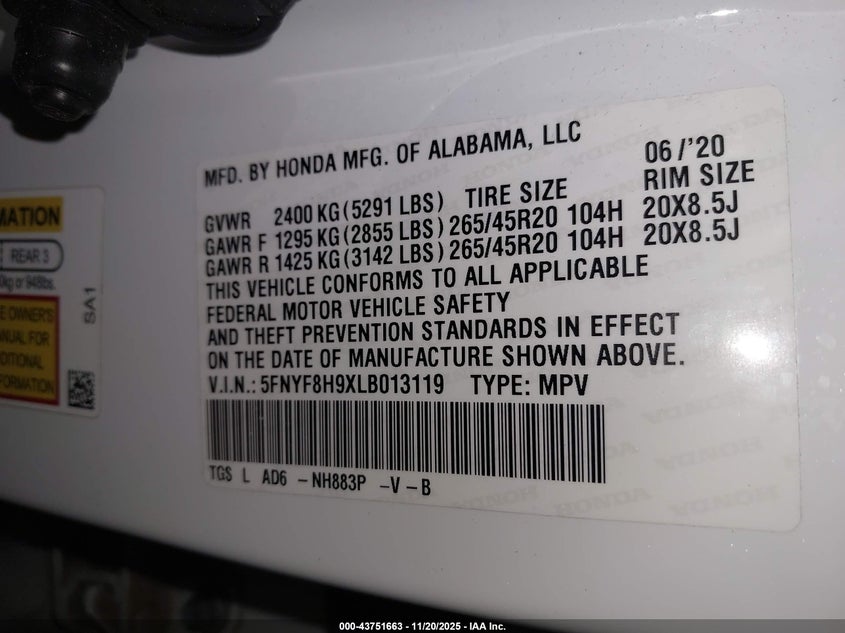 MFD. BY HONDA MFG. OF ALABAMA, LLC 06/'20
GVWR 2400 KG (5291 LBS) TIRE SIZE RIM SIZE
GAWR F 1295 KG (2855 LBS) 265/45R20 104H 20X8.5J
GAWR R 1425 KG (3142 LBS) 265/45R20 104H 20X8.5J
THIS VEHICLE CONFORMS TO ALL APPLICABLE
FEDERAL MOTOR VEHICLE SAFETY
AND THEFT PREVENTION STANDARDS IN EFFECT
ON THE DATE OF MANUFACTURE SHOWN ABOVE.
V.I.N.: 5FNYF8H9XLB013119 TYPE: MPV
TGS L AD6 -NH883P -V-B
REAR 3
or 948lbs.
OWNER'S
FOR
SA1
000-43751663 - 11/20/2025 - IAA Inc.